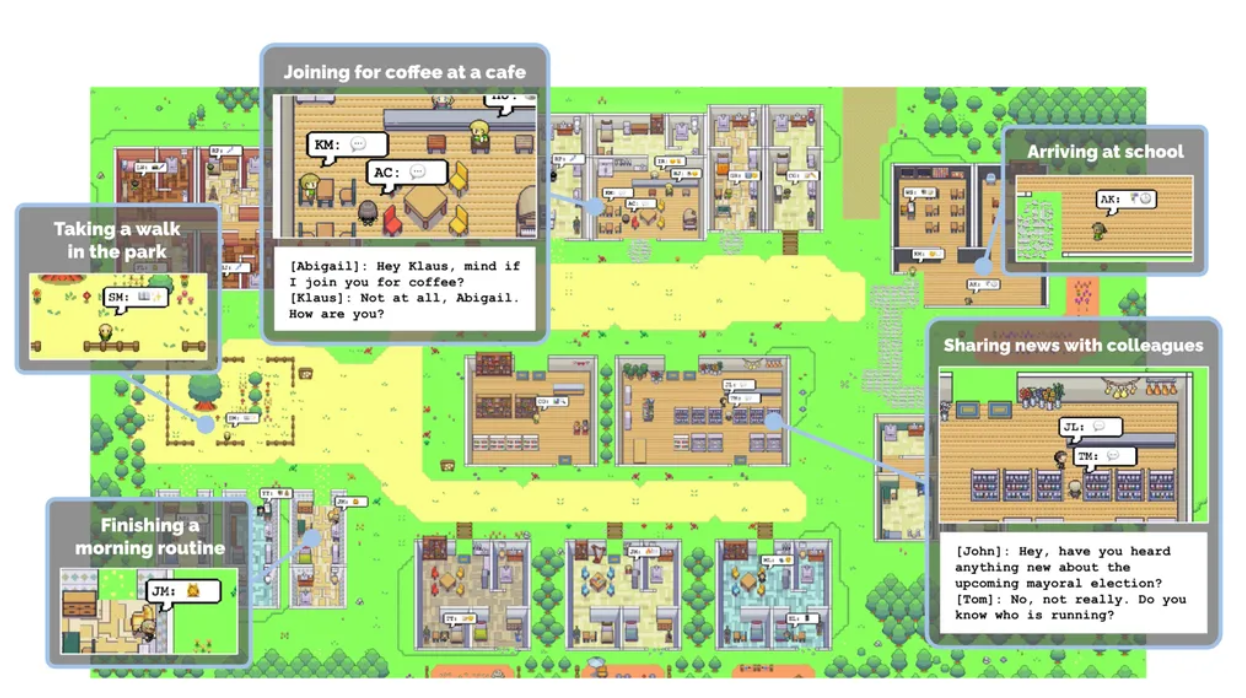 Joining for coffee at a cafe
KM:
AC:
[Abigail]: Hey Klaus, mind if
I join you for coffee?
[Klaus]: Not at all, Abigail.
How are you?
Arriving at school
AK:
Taking a walk
in the park
SM:
Sharing news with colleagues
JL:
TM:
[John]: Hey, have you heard
anything new about the
upcoming mayoral election?
[Tom]: No, not really. Do you
know who is running?
Finishing a
morning routine
JM: